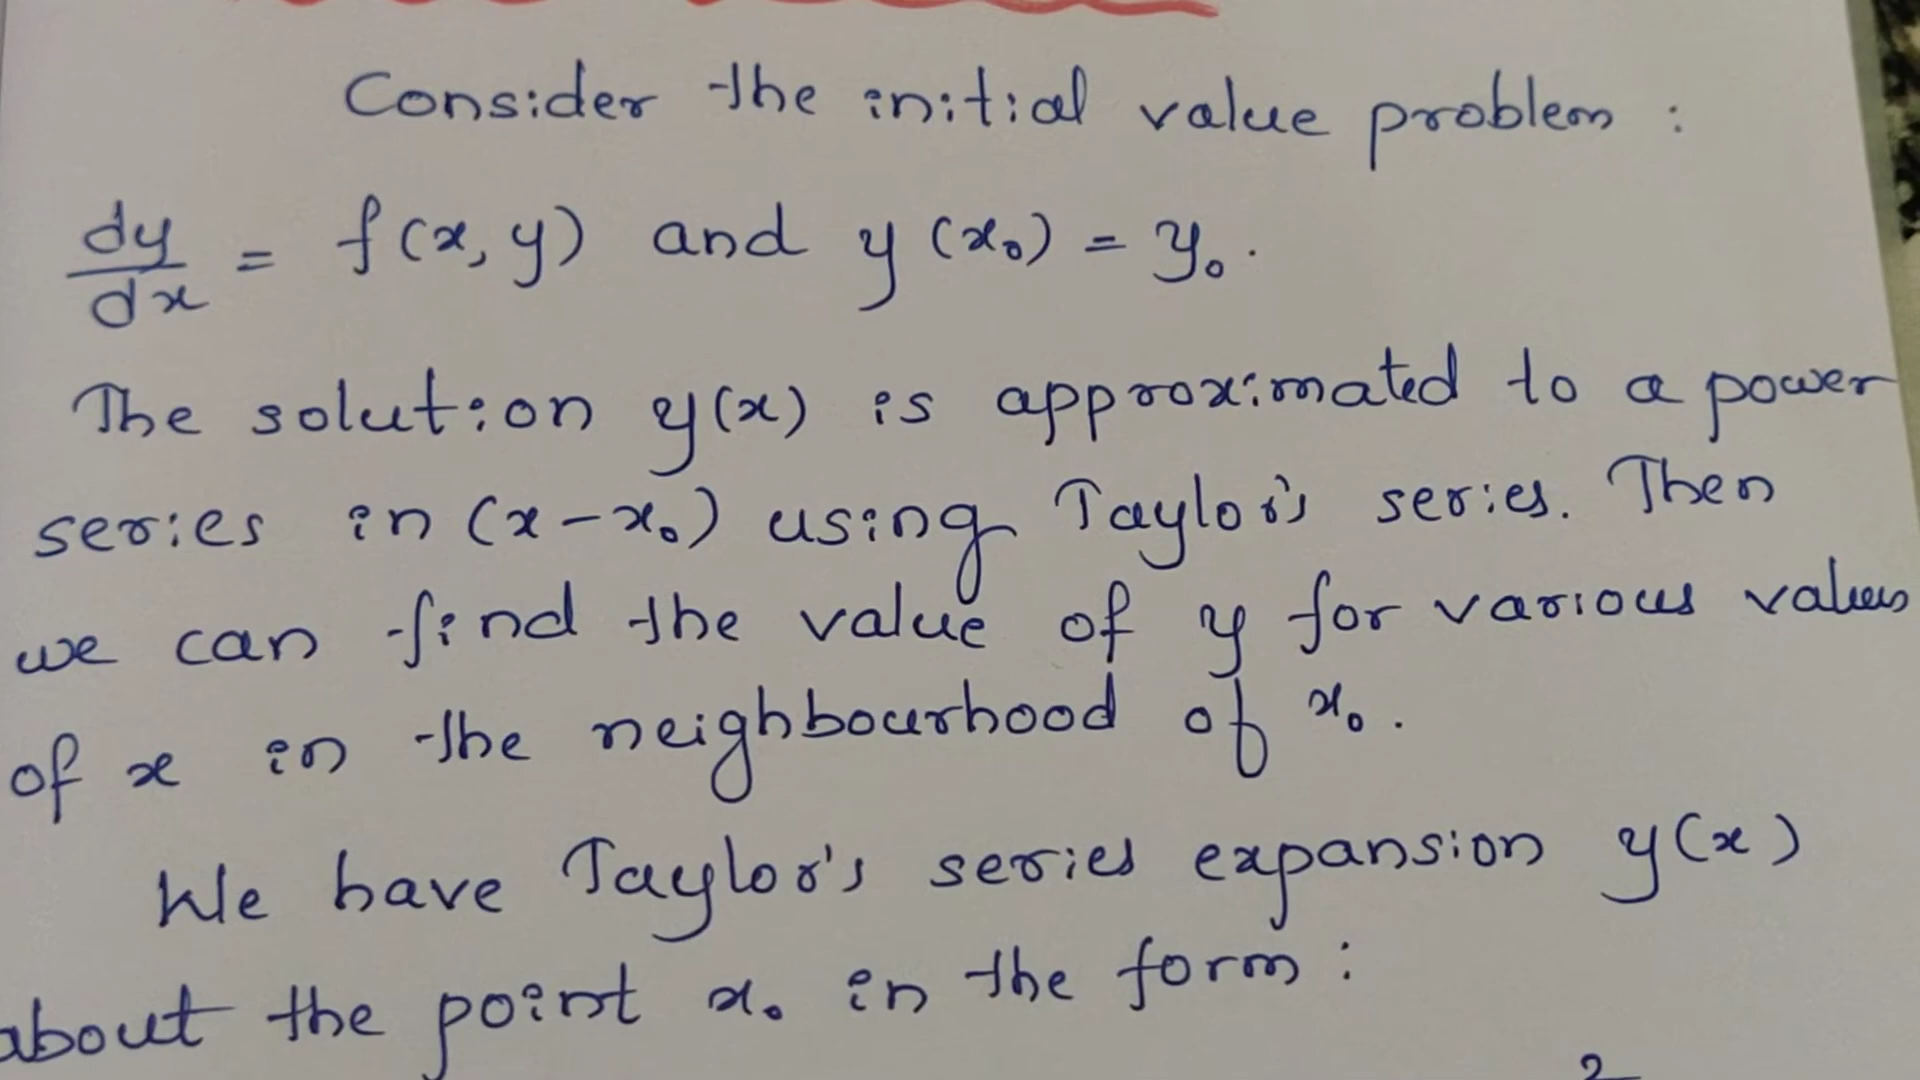 Consider the initial value problem :
dy/dx = f(x, y) and y(x₀) = y₀.
The solution y(x) is approximated to a power
series in (x-x₀) using Taylor's series. Then
we can find the value of y for various values
of x in the neighbourhood of x₀.
We have Taylor's series expansion y(x)
about the point x₀ in the form :
2